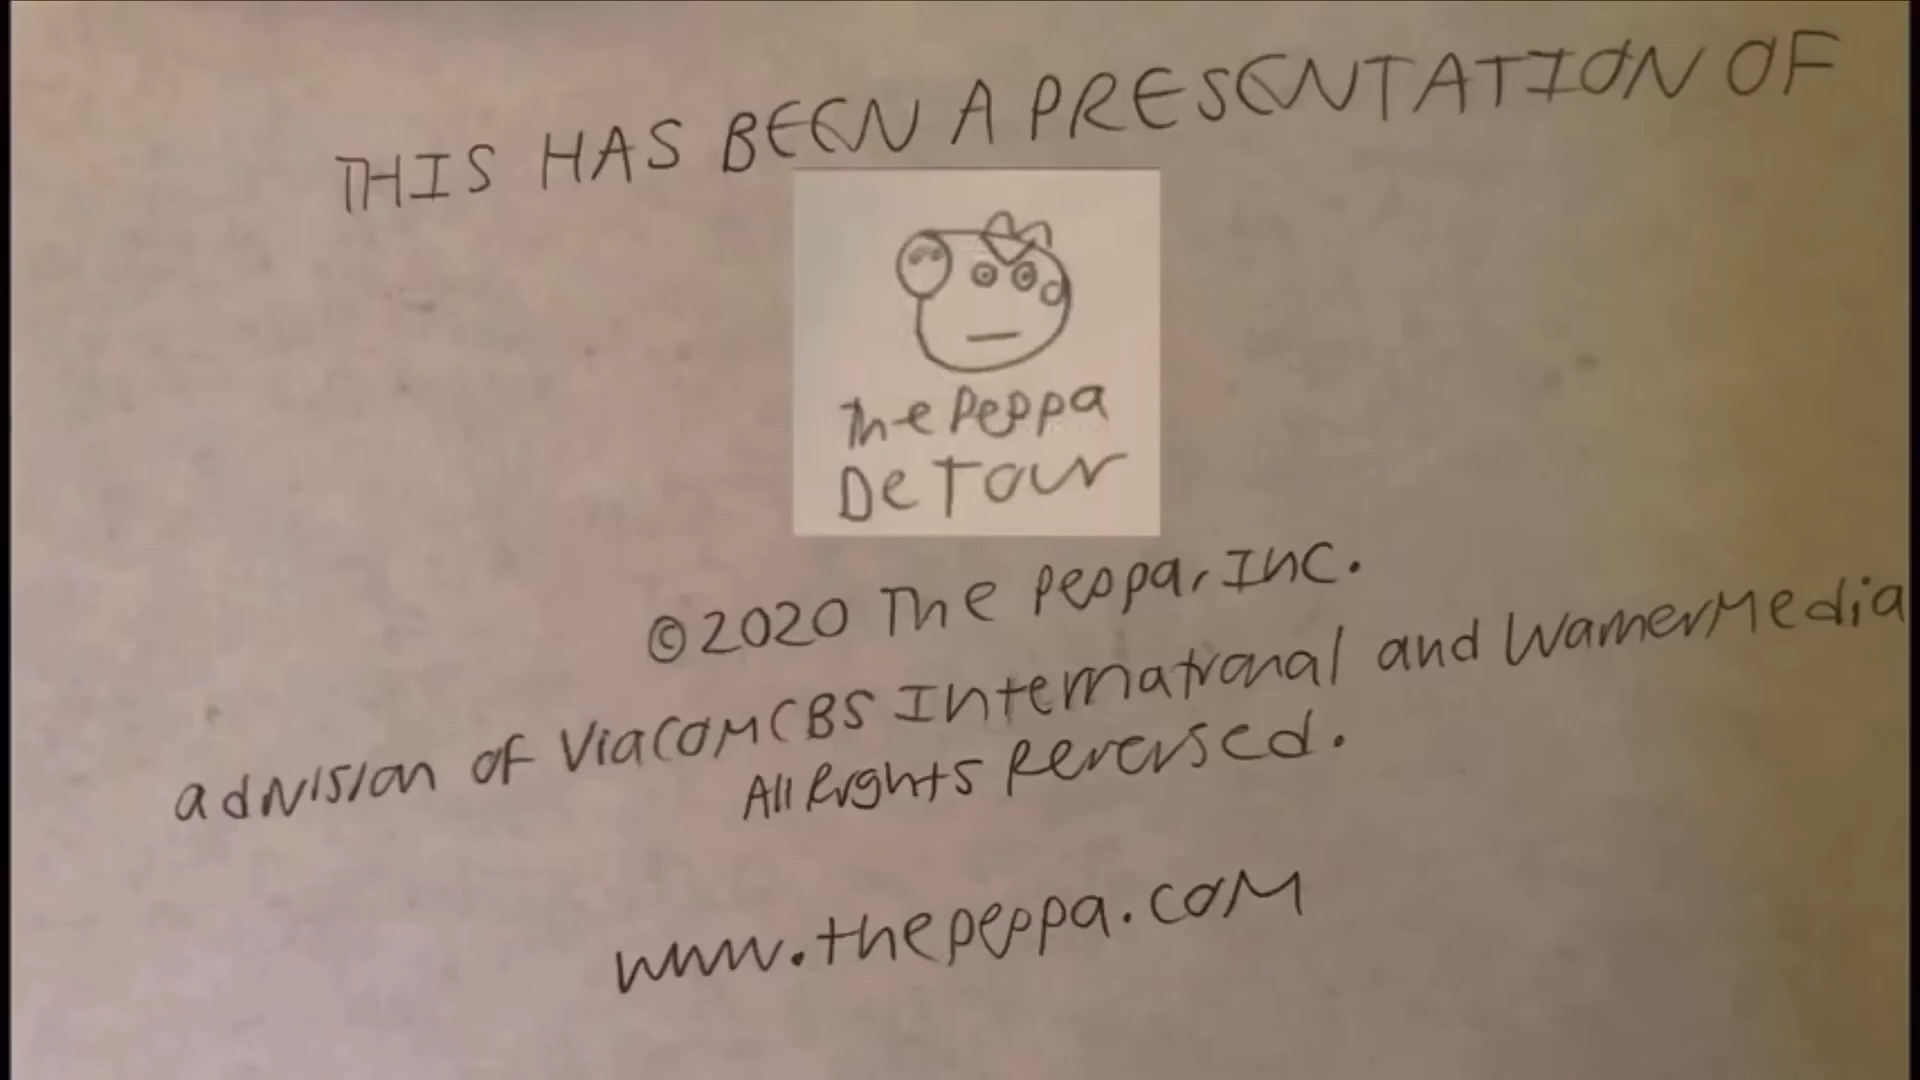 THIS HAS BEEN A PRESENTATION OF
The Peppa
DeTour
©2020 The Peppa, Inc.
a division of ViacomCBS International and WarnerMedia
All Rights Reversed.
www.thepeppa.com